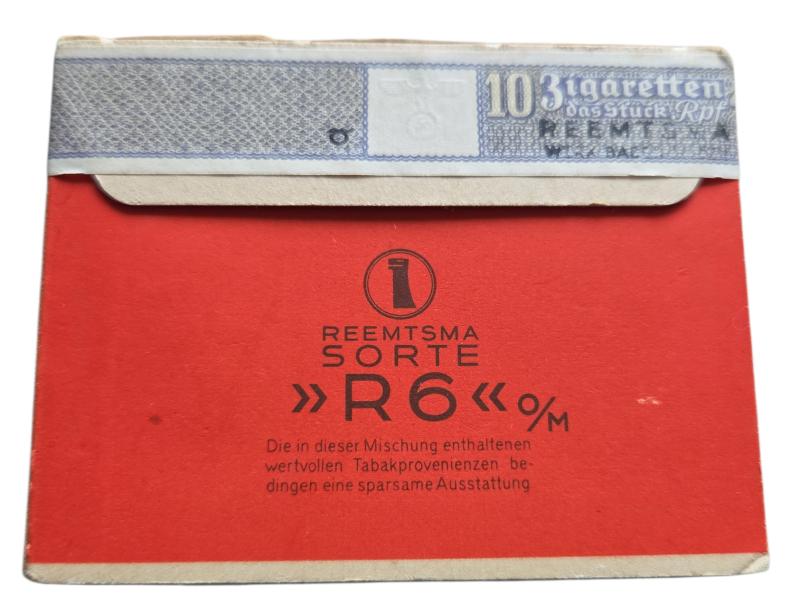 10 Zigaretten
das Stück Rpf
REEMTSMA
WERK
REEMTSMA
SORTE
»R6« O/M
Die in dieser Mischung enthaltenen
wertvollen Tabakprovenienzen be-
dingen eine sparsame Ausstattung